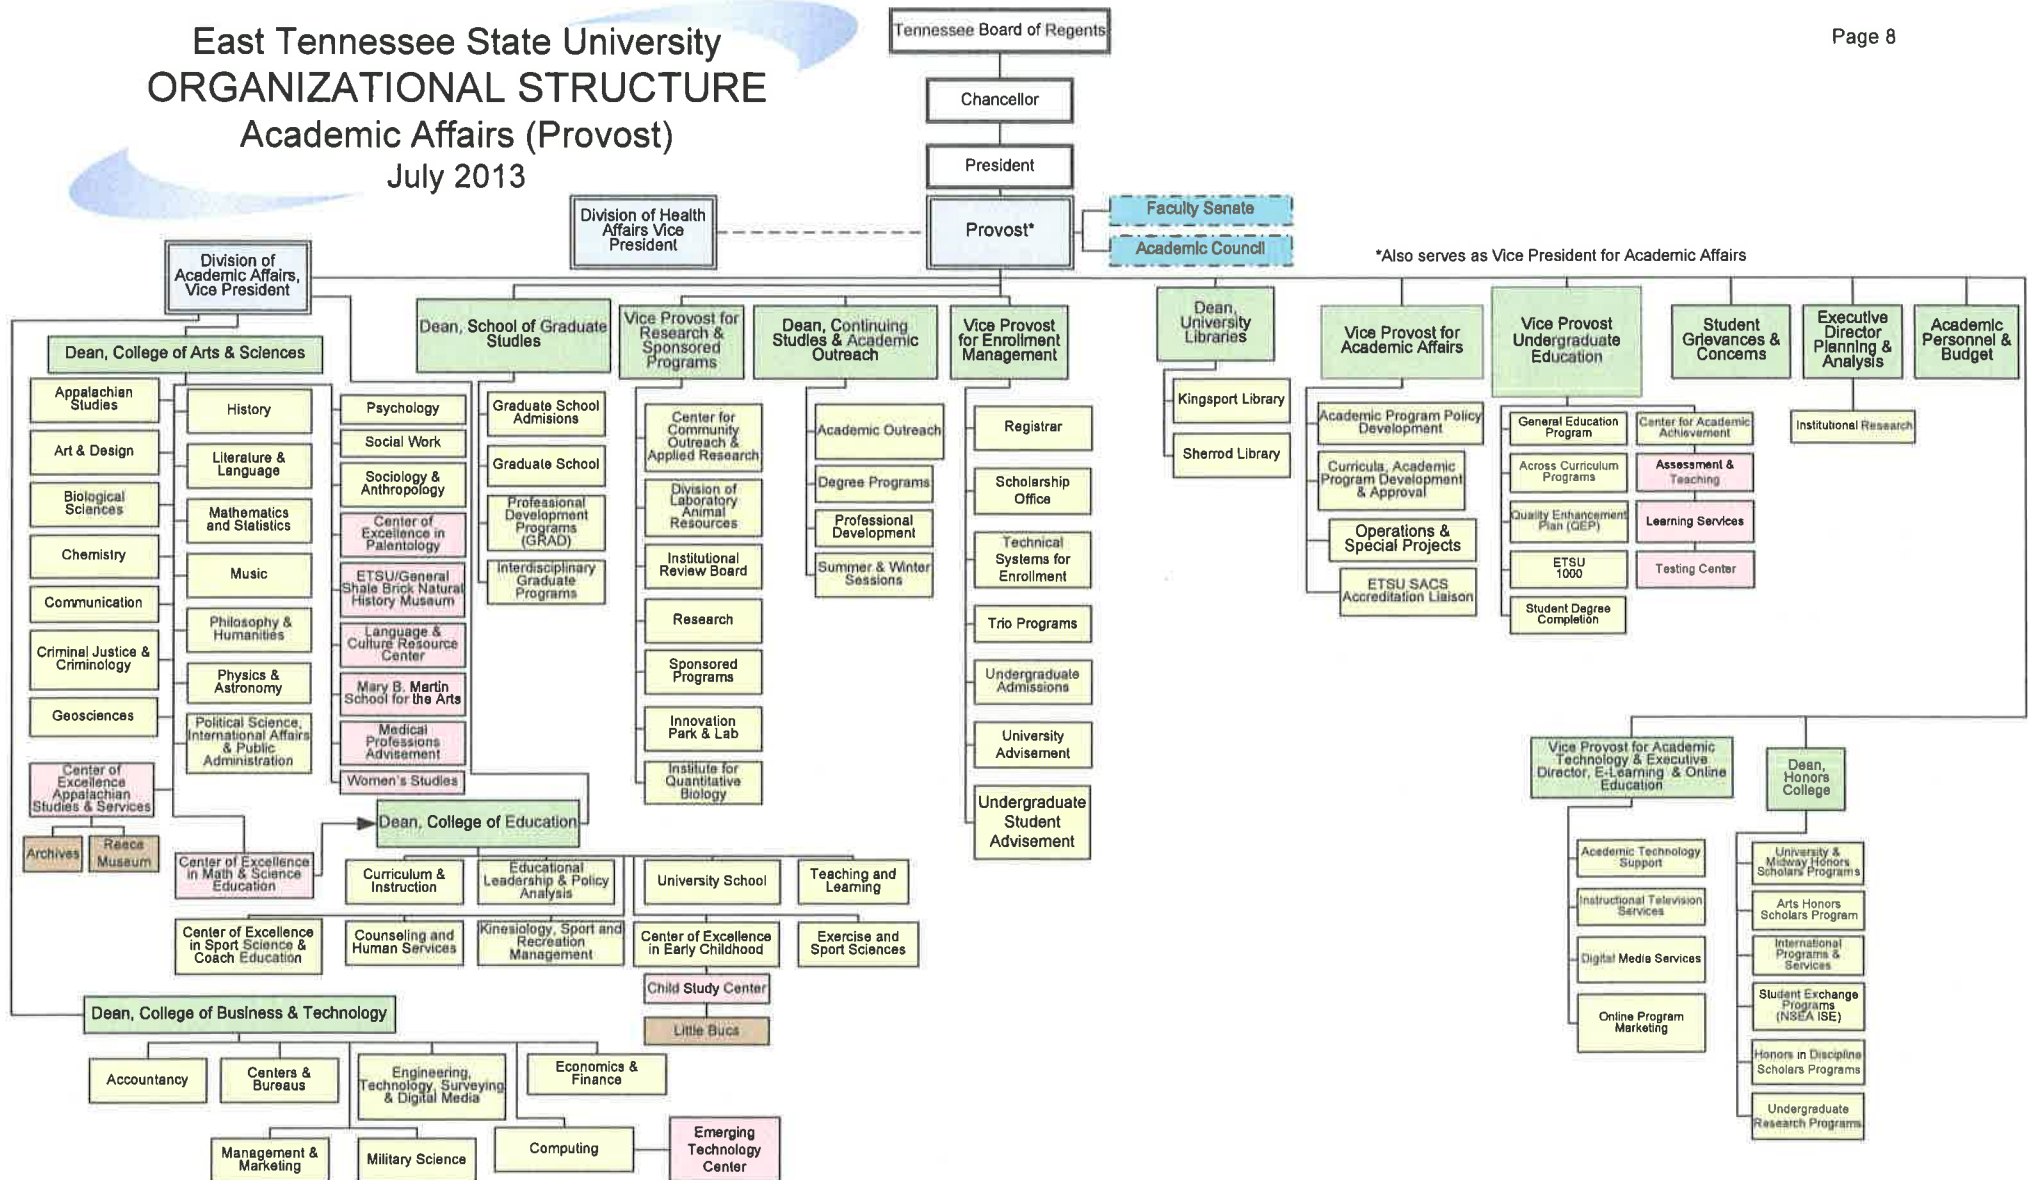 East Tennessee State University
ORGANIZATIONAL STRUCTURE
Academic Affairs (Provost)
July 2013
Page 8
Tennessee Board of Regents
Chancellor
President
Provost*
Division of Health
Affairs Vice
President
Faculty Senate
Academic Council
*Also serves as Vice President for Academic Affairs
Division of
Academic Affairs,
Vice President
Dean, College of Arts & Sciences
Appalachian
Studies
Art & Design
Biological
Sciences
Chemistry
Communication
Criminal Justice &
Criminology
Geosciences
Center of
Excellence
Appalachian
Studies & Services
Archives
Reece
Museum
History
Literature &
Language
Mathematics
and Statistics
Music
Philosophy &
Humanities
Physics &
Astronomy
Political Science,
International Affairs
& Public
Administration
Center of Excellence
in Math & Science
Education
Psychology
Social Work
Sociology &
Anthropology
Center of
Excellence in
Palentology
ETSU/General
Shale Brick Natural
History Museum
Language &
Culture Resource
Center
Mary B. Martin
School for the Arts
Medical
Professions
Advisement
Women's Studies
Dean, School of Graduate
Studies
Graduate School
Admisions
Graduate School
Professional
Development
Programs
(GRAD)
Interdisciplinary
Graduate
Programs
Vice Provost for
Research &
Sponsored
Programs
Center for
Community
Outreach &
Applied Research
Division of
Laboratory
Animal
Resources
Institutional
Review Board
Research
Sponsored
Programs
Innovation
Park & Lab
Institute for
Quantitative
Biology
Dean, Continuing
Studies & Academic
Outreach
Academic Outreach
Degree Programs
Professional
Development
Summer & Winter
Sessions
Vice Provost
for Enrollment
Management
Registrar
Scholarship
Office
Technical
Systems for
Enrollment
Trio Programs
Undergraduate
Admissions
University
Advisement
Undergraduate
Student
Advisement
Dean,
University
Libraries
Kingsport Library
Sherrod Library
Vice Provost for
Academic Affairs
Academic Program Policy
Development
Curricula, Academic
Program Development
& Approval
Operations &
Special Projects
ETSU SACS
Accreditation Liaison
Vice Provost
Undergraduate
Education
General Education
Program
Across Curriculum
Programs
Quality Enhancement
Plan (QEP)
ETSU
1000
Student Degree
Completion
Center for Academic
Achievement
Assessment &
Teaching
Learning Services
Testing Center
Student
Grievances &
Concerns
Executive
Director
Planning &
Analysis
Institutional Research
Academic
Personnel &
Budget
Vice Provost for Academic
Technology & Executive
Director, E-Learning & Online
Education
Academic Technology
Support
Instructional Television
Services
Digital Media Services
Online Program
Marketing
Dean,
Honors
College
University &
Midway Honors
Scholars Programs
Arts Honors
Scholars Program
International
Programs &
Services
Student Exchange
Programs
(NSEA ISE)
Honors in Discipline
Scholars Programs
Undergraduate
Research Programs
Dean, College of Education
Curriculum &
Instruction
Educational
Leadership & Policy
Analysis
University School
Teaching and
Learning
Center of Excellence
in Sport Science &
Coach Education
Counseling and
Human Services
Kinesiology, Sport and
Recreation
Management
Center of Excellence
in Early Childhood
Exercise and
Sport Sciences
Child Study Center
Little Bucs
Dean, College of Business & Technology
Accountancy
Centers &
Bureaus
Engineering,
Technology, Surveying
& Digital Media
Economics &
Finance
Management &
Marketing
Military Science
Computing
Emerging
Technology
Center